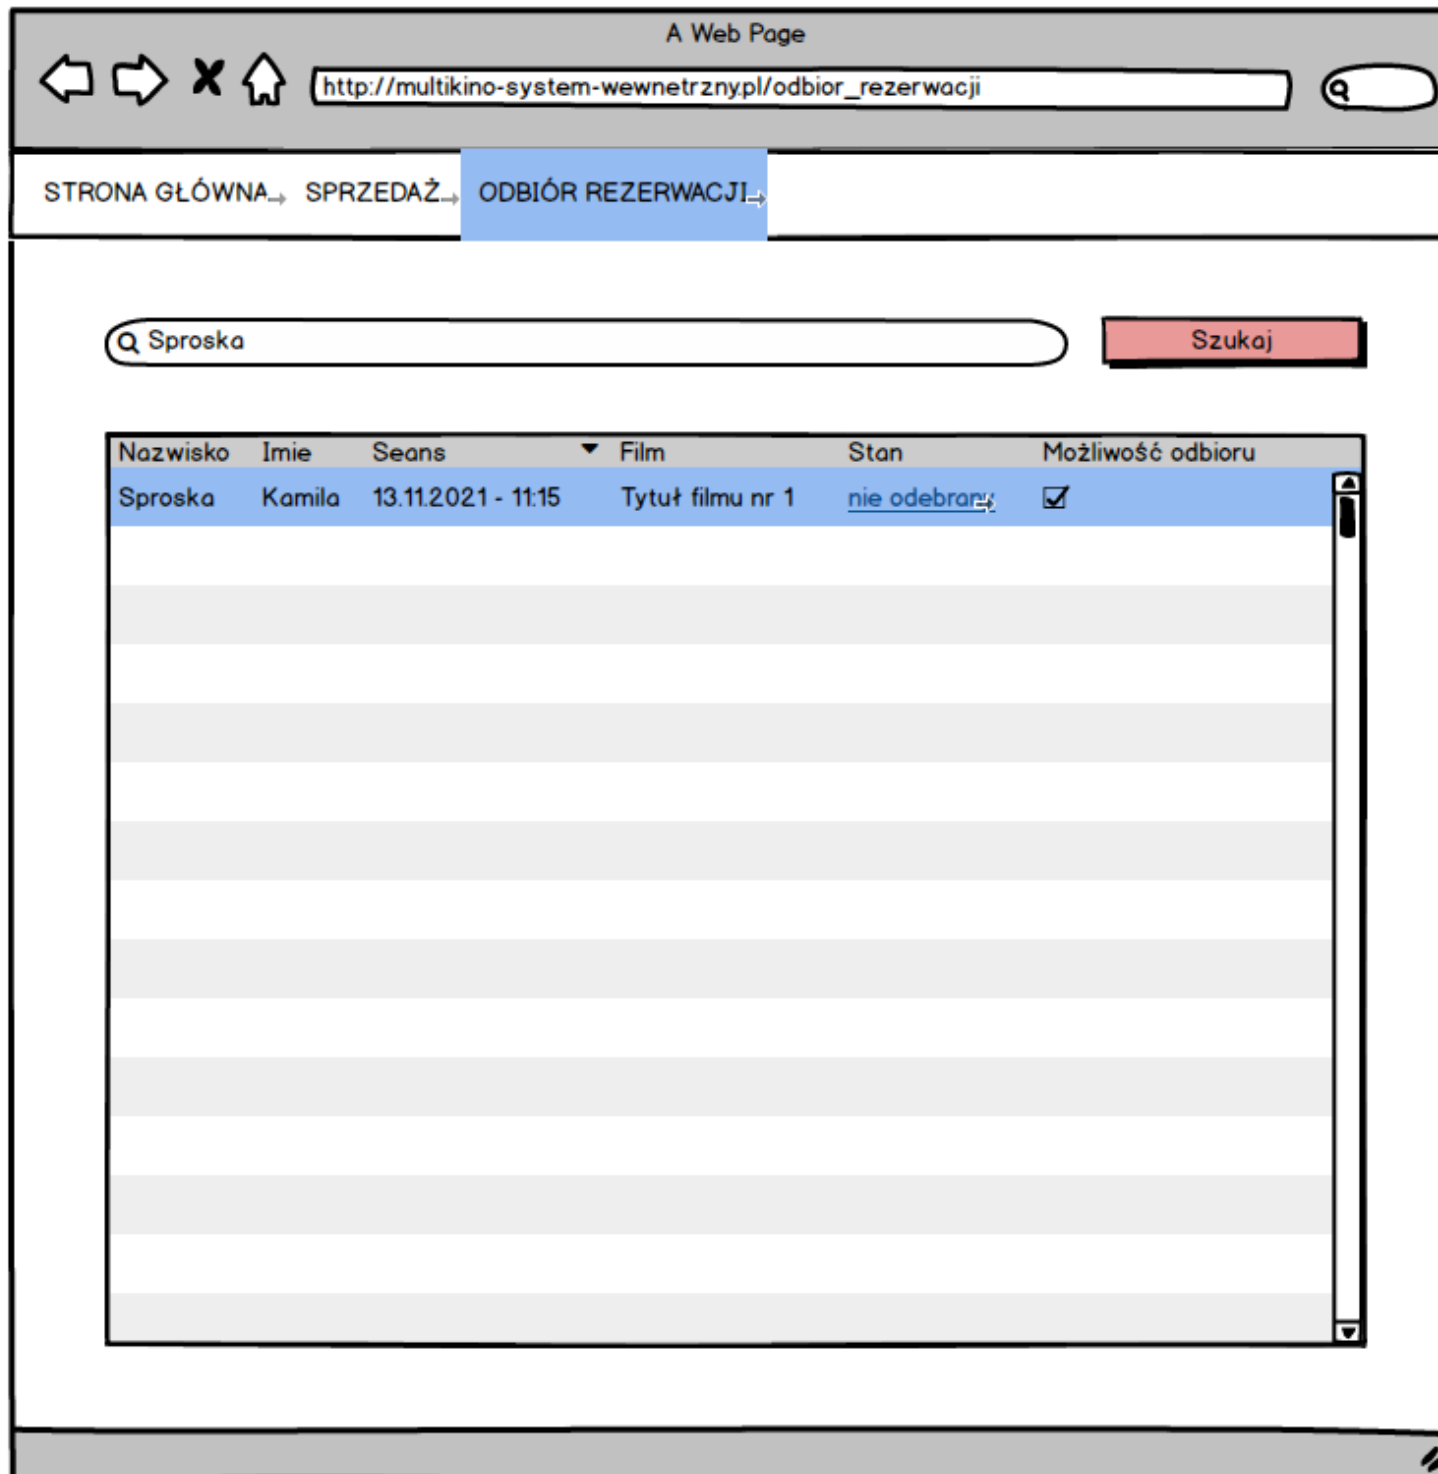 A Web Page
http://multikino-system-wewnetrzny.pl/odbior_rezerwacji
STRONA GŁÓWNA SPRZEDAŻ ODBIÓR REZERWACJI
Sproska Szukaj
Nazwisko Imie Seans Film Stan Możliwość odbioru
Sproska Kamila 13.11.2021 - 11:15 Tytuł filmu nr 1 nie odebrany